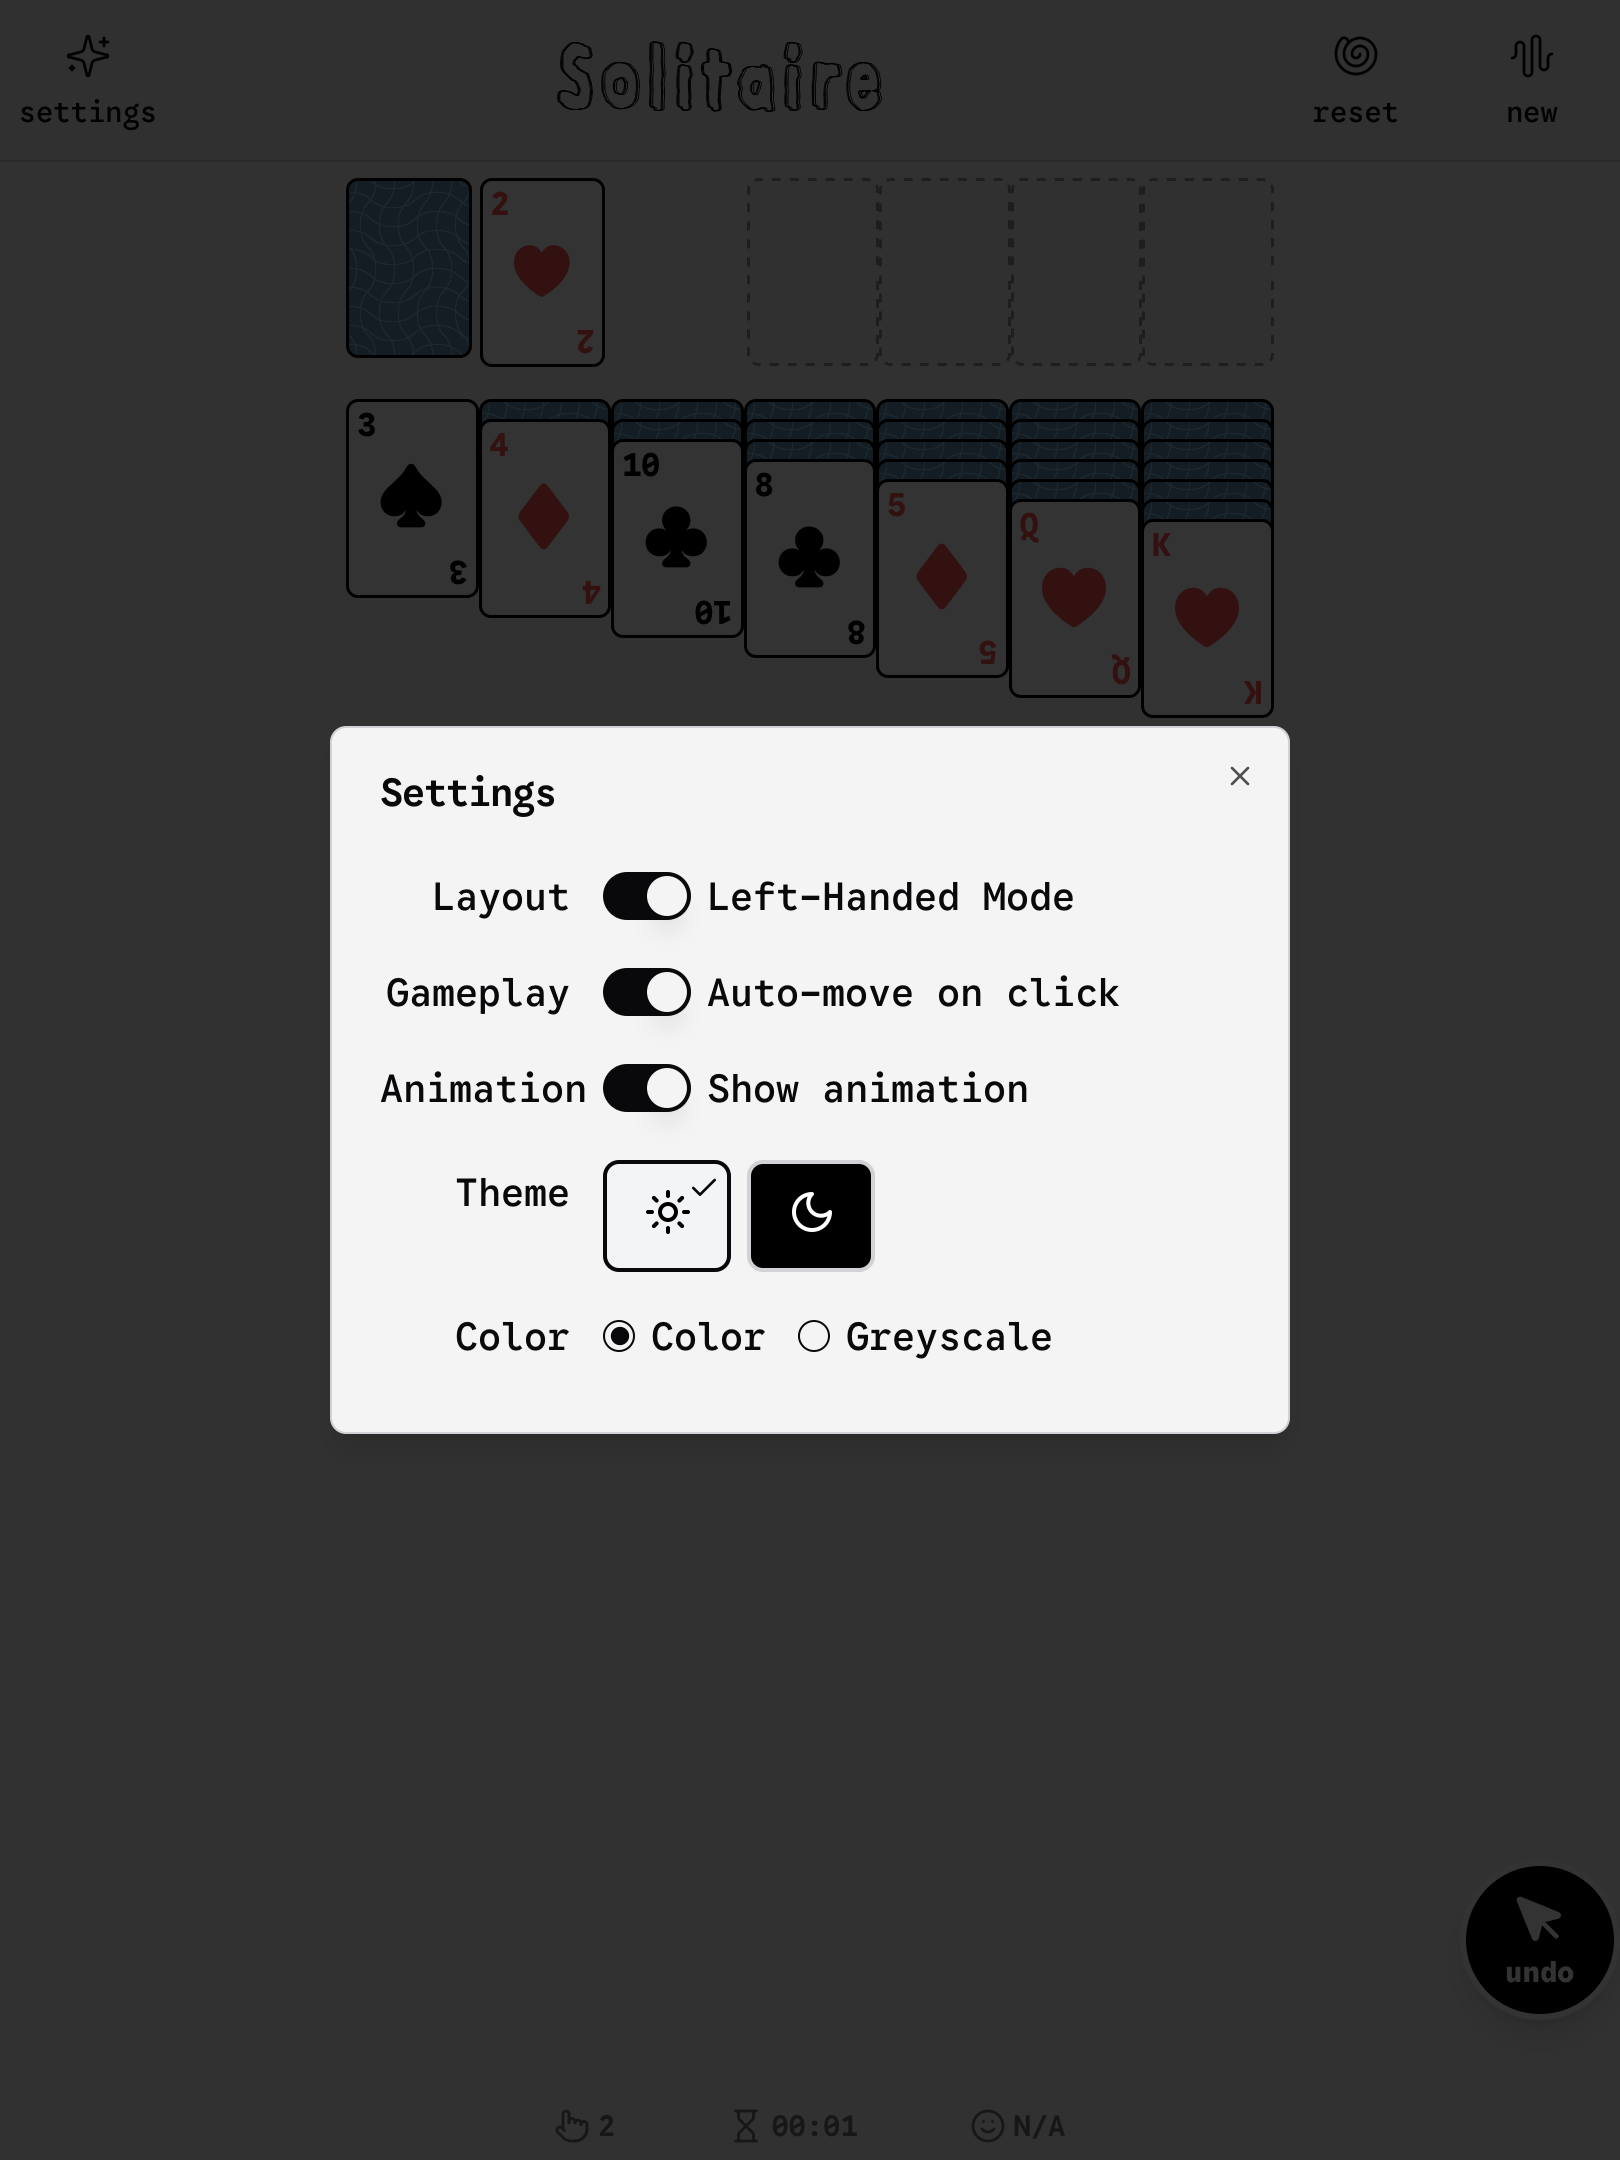 Solitaire
settings
reset
new
2
2
3
3
4
4
10
10
8
8
5
5
Q
Q
K
K
Settings
Layout Left-Handed Mode
Gameplay Auto-move on click
Animation Show animation
Theme
Color Color Greyscale
undo
2 00:01 N/A